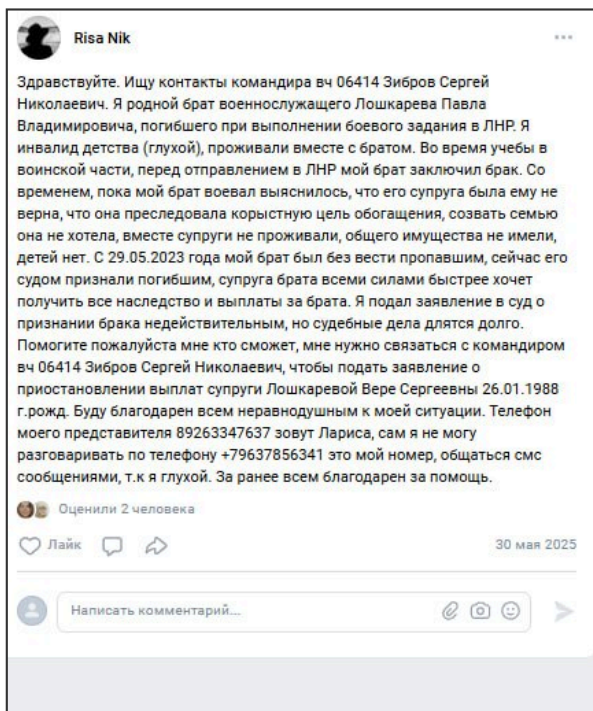 Risa Nik
Здравствуйте. Ищу контакты командира вч 06414 Зибров Сергей
Николаевич. Я родной брат военнослужащего Лошкарева Павла
Владимировича, погибшего при выполнении боевого задания в ЛНР. Я
инвалид детства (глухой), проживали вместе с братом. Во время учебы в
воинской части, перед отправлением в ЛНР мой брат заключил брак. Со
временем, пока мой брат воевал выяснилось, что его супруга была ему не
верна, что она преследовала корыстную цель обогащения, созвать семью
она не хотела, вместе супруги не проживали, общего имущества не имели,
детей нет. С 29.05.2023 года мой брат был без вести пропавшим, сейчас его
судом признали погибшим, супруга брата всеми силами быстрее хочет
получить все наследство и выплаты за брата. Я подал заявление в суд о
признании брака недействительным, но судебные дела длятся долго.
Помогите пожалуйста мне кто сможет, мне нужно связаться с командиром
вч 06414 Зибров Сергей Николаевич, чтобы подать заявление о
приостановлении выплат супруги Лошкаревой Вере Сергеевны 26.01.1988
г.рожд. Буду благодарен всем неравнодушным к моей ситуации. Телефон
моего представителя 89263347637 зовут Лариса, сам я не могу
разговаривать по телефону +79637856341 это мой номер, общаться смс
сообщениями, т.к я глухой. За ранее всем благодарен за помощь.
Оценили 2 человека
Лайк 30 мая 2025
Написать комментарий...